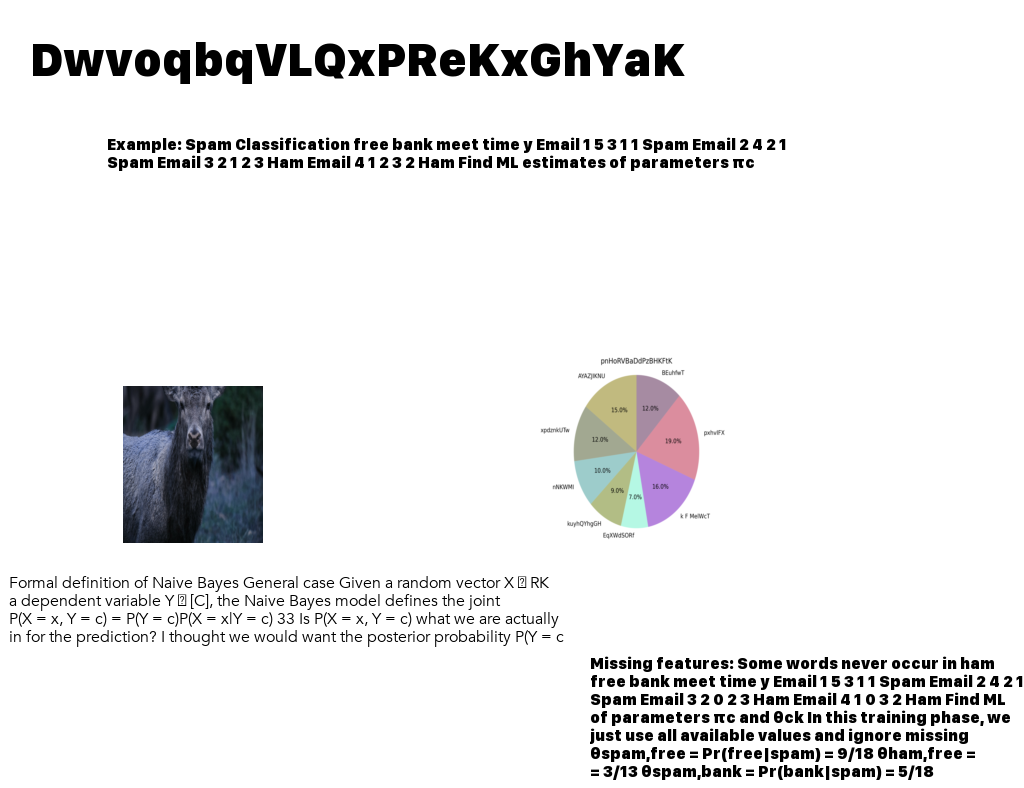 DwvoqbqVLQxPReKxGhYaK
Example: Spam Classification free bank meet time y Email 1 5 3 1 1 Spam Email 2 4 2 1
Spam Email 3 2 1 2 3 Ham Email 4 1 2 3 2 Ham Find ML estimates of parameters πc
pnHoRVBaDdPzBHKFtK
BEuhfwT
AYAZJIKNU
15.0%
12.0%
xpdznkUTw
pxhvIFX
12.0%
19.0%
10.0%
nNKWMI
9.0%
16.0%
7.0%
kuyhQYhgGH
k F MelWcT
EqXWdSORf
Formal definition of Naive Bayes General case Given a random vector X RK
a dependent variable Y [C], the Naive Bayes model defines the joint
P(X = x, Y = c) = P(Y = c)P(X = x|Y = c) 33 Is P(X = x, Y = c) what we are actually
in for the prediction? I thought we would want the posterior probability P(Y = c
Missing features: Some words never occur in ham
free bank meet time y Email 1 5 3 1 1 Spam Email 2 4 2 1
Spam Email 3 2 0 2 3 Ham Email 4 1 0 3 2 Ham Find ML
of parameters πc and θck In this training phase, we
just use all available values and ignore missing
θspam,free = Pr(free|spam) = 9/18 θham,free =
= 3/13 θspam,bank = Pr(bank|spam) = 5/18